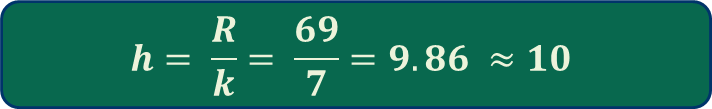 h = R/k = 69/7 = 9.86 ≈ 10